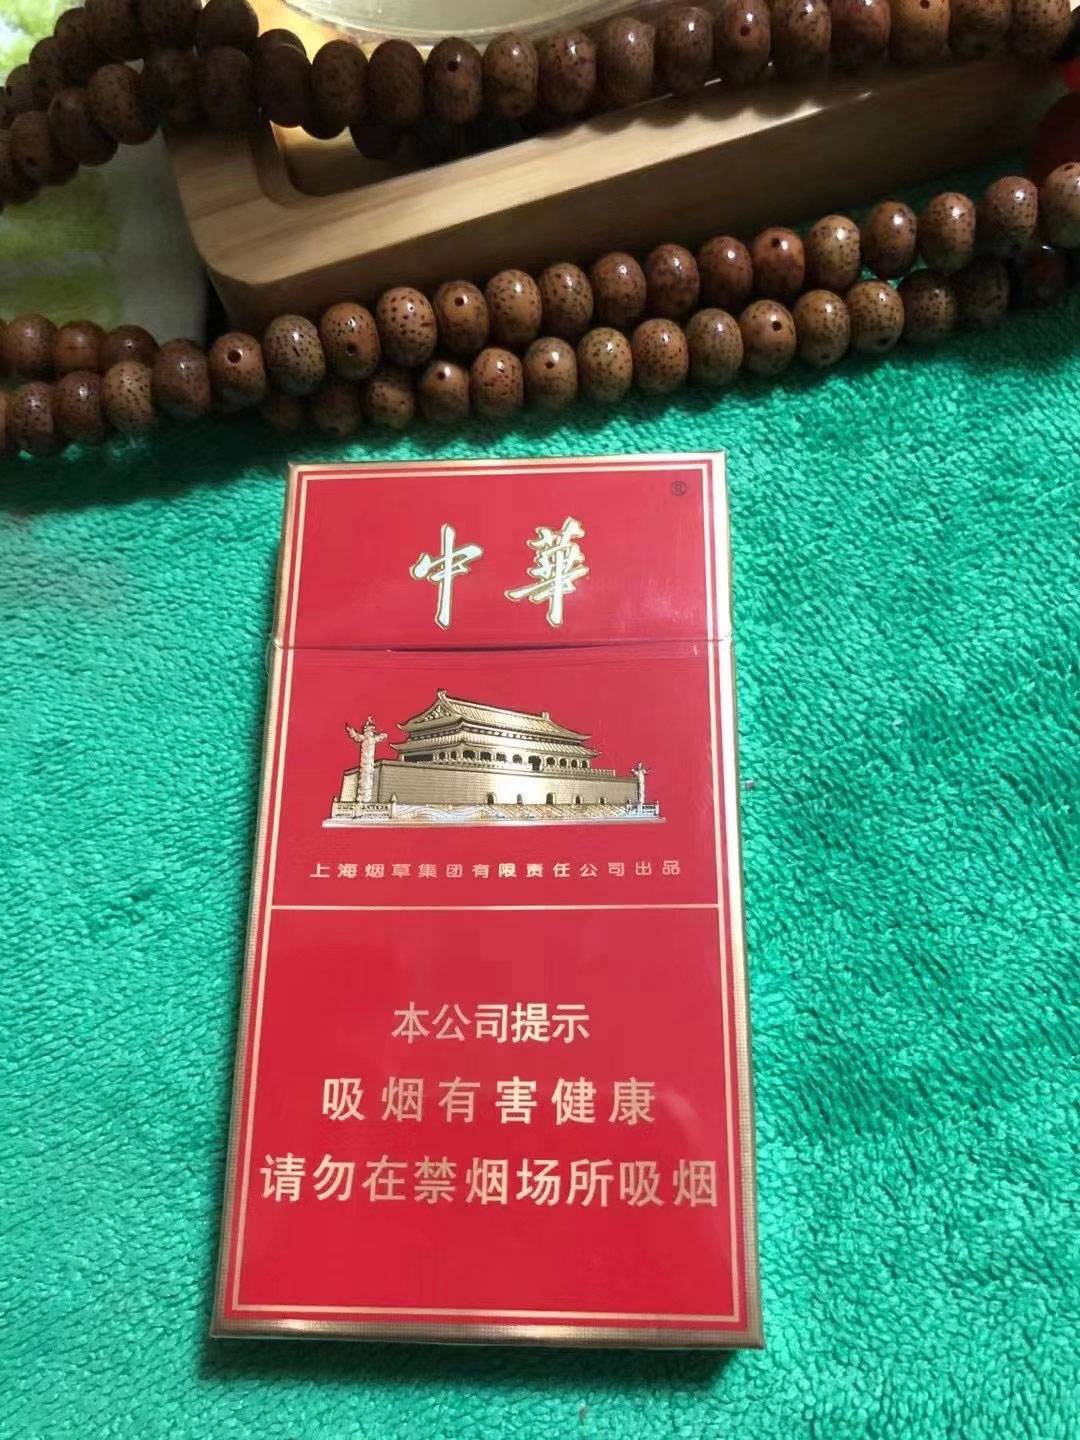 ®
中華
上海烟草集团有限责任公司出品
本公司提示
吸烟有害健康
请勿在禁烟场所吸烟